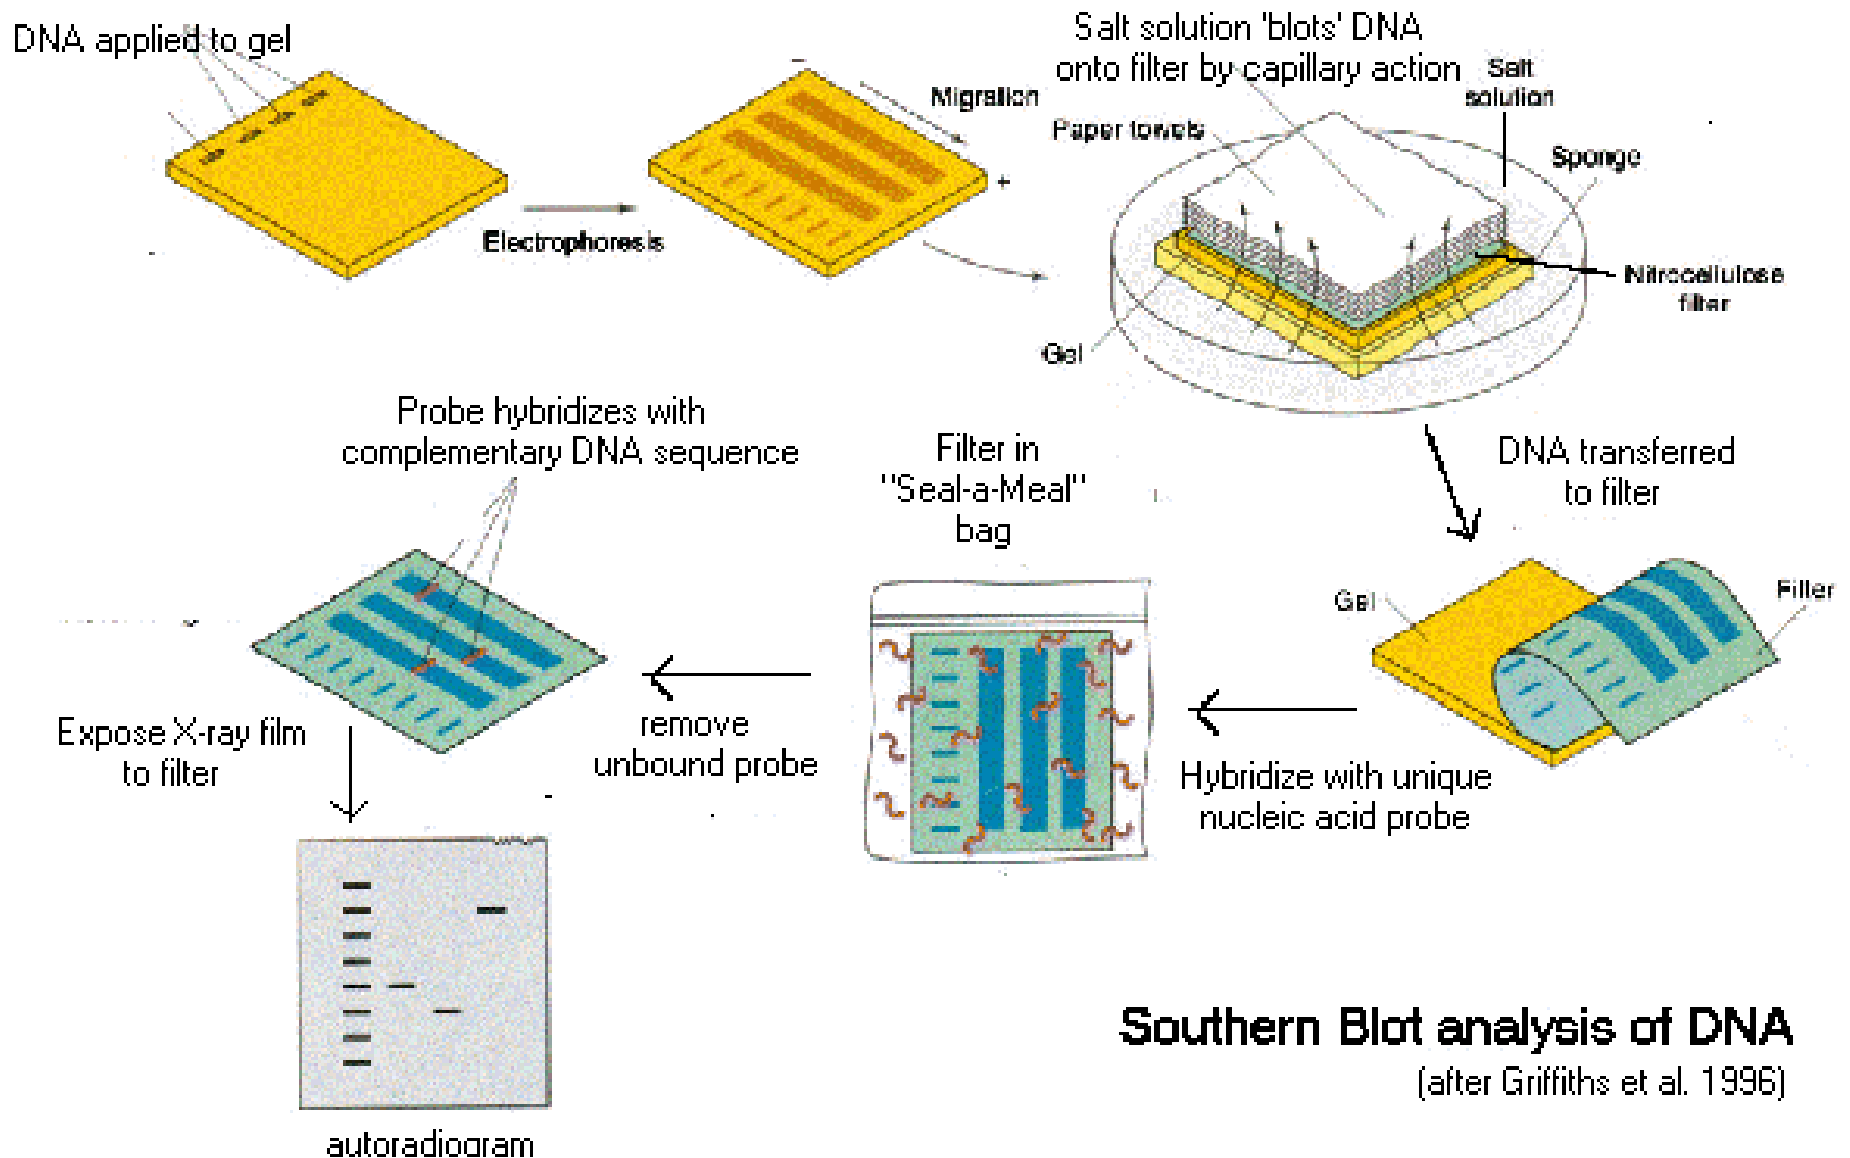 DNA applied to gel
Electrophoresis
−
Migration
+
Salt solution 'blots' DNA
onto filter by capillary action
Salt
solution
Paper towels
Sponge
Nitrocellulose
filter
Gel
DNA transferred
to filter
Gel
Filler
Hybridize with unique
nucleic acid probe
Filter in
"Seal-a-Meal"
bag
remove
unbound probe
Probe hybridizes with
complementary DNA sequence
Expose X-ray film
to filter
autoradiogram
Southern Blot analysis of DNA
(after Griffiths et al. 1996)